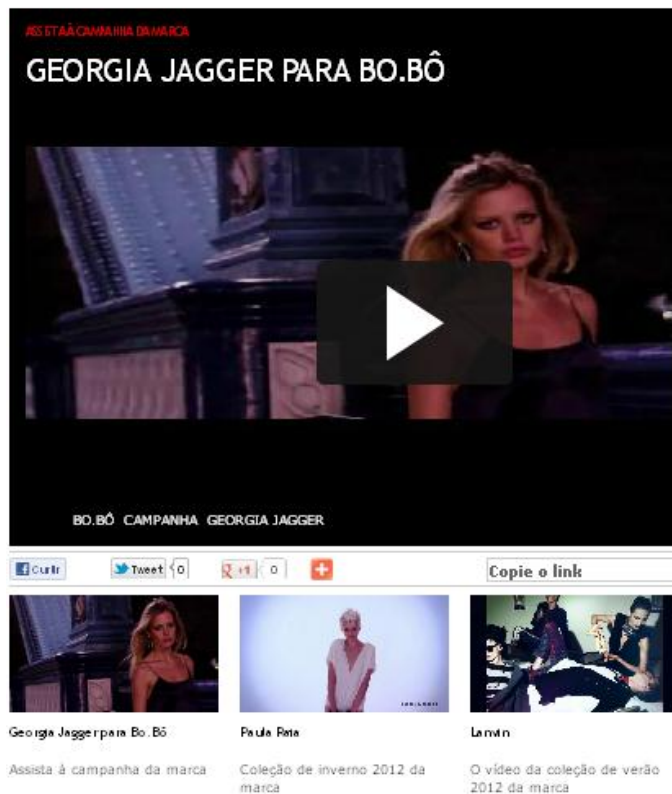 ASSISTA À CAMPANHA DA MARCA
GEORGIA JAGGER PARA BO.BÔ
BO.BÔ CAMPANHA GEORGIA JAGGER
Curtir
Tweet 0
+1 0
Copie o link
Georgia Jagger para Bo.Bô
Paula Raia
Lanvin
Assista à campanha da marca
Coleção de inverno 2012 da
marca
O vídeo da coleção de verão
2012 da marca